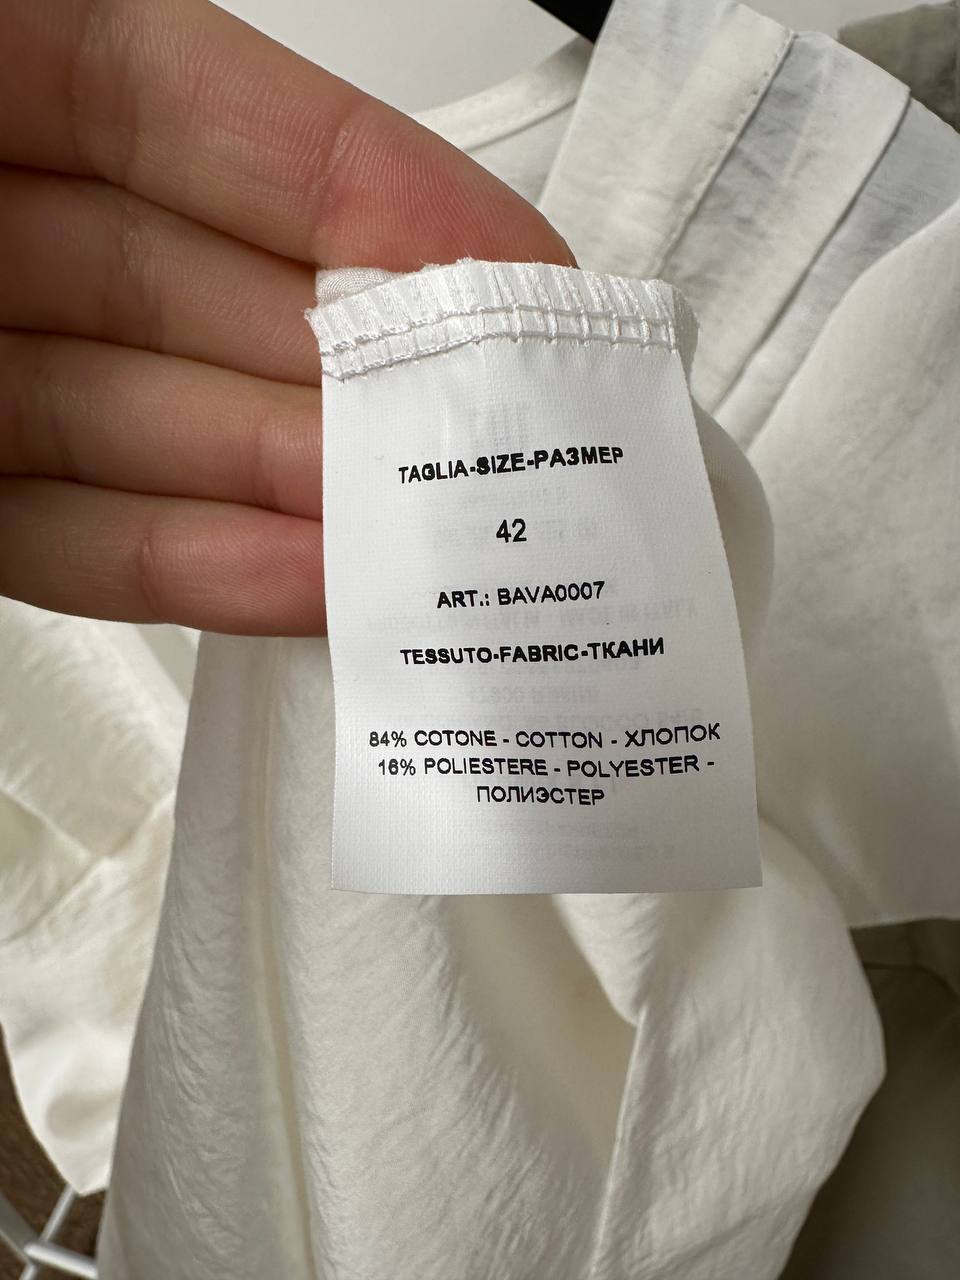 TAGLIA-SIZE-РАЗМЕР
42
ART.: BAVA0007
TESSUTO-FABRIC-ТКАНИ
84% COTONE - COTTON - ХЛОПОК
16% POLIESTERE - POLYESTER -
ПОЛИЭСТЕР